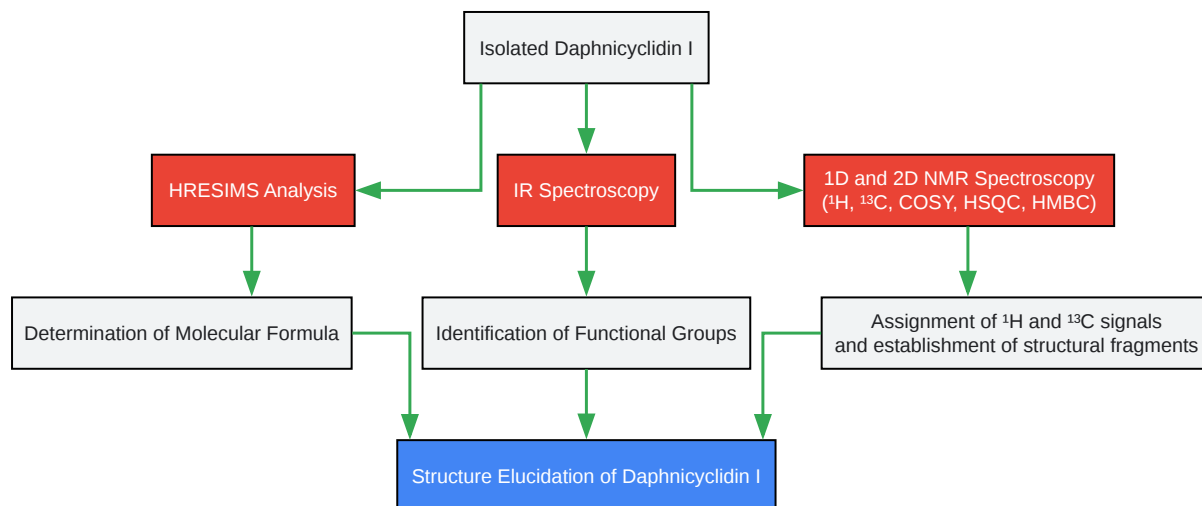 Isolated Daphnicyclidin I
HRESIMS Analysis
IR Spectroscopy
1D and 2D NMR Spectroscopy
(¹H, ¹³C, COSY, HSQC, HMBC)
Determination of Molecular Formula
Identification of Functional Groups
Assignment of ¹H and ¹³C signals
and establishment of structural fragments
Structure Elucidation of Daphnicyclidin I